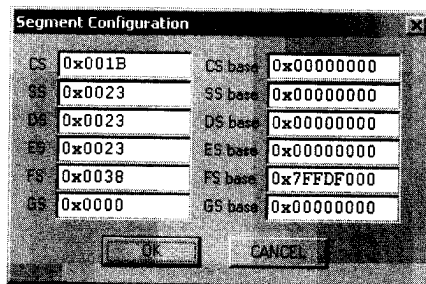 Segment Configuration
CS 0x001B CS base 0x00000000
SS 0x0023 SS base 0x00000000
DS 0x0023 DS base 0x00000000
ES 0x0023 ES base 0x00000000
FS 0x0038 FS base 0x7FFDF000
GS 0x0000 GS base 0x00000000
OK CANCEL